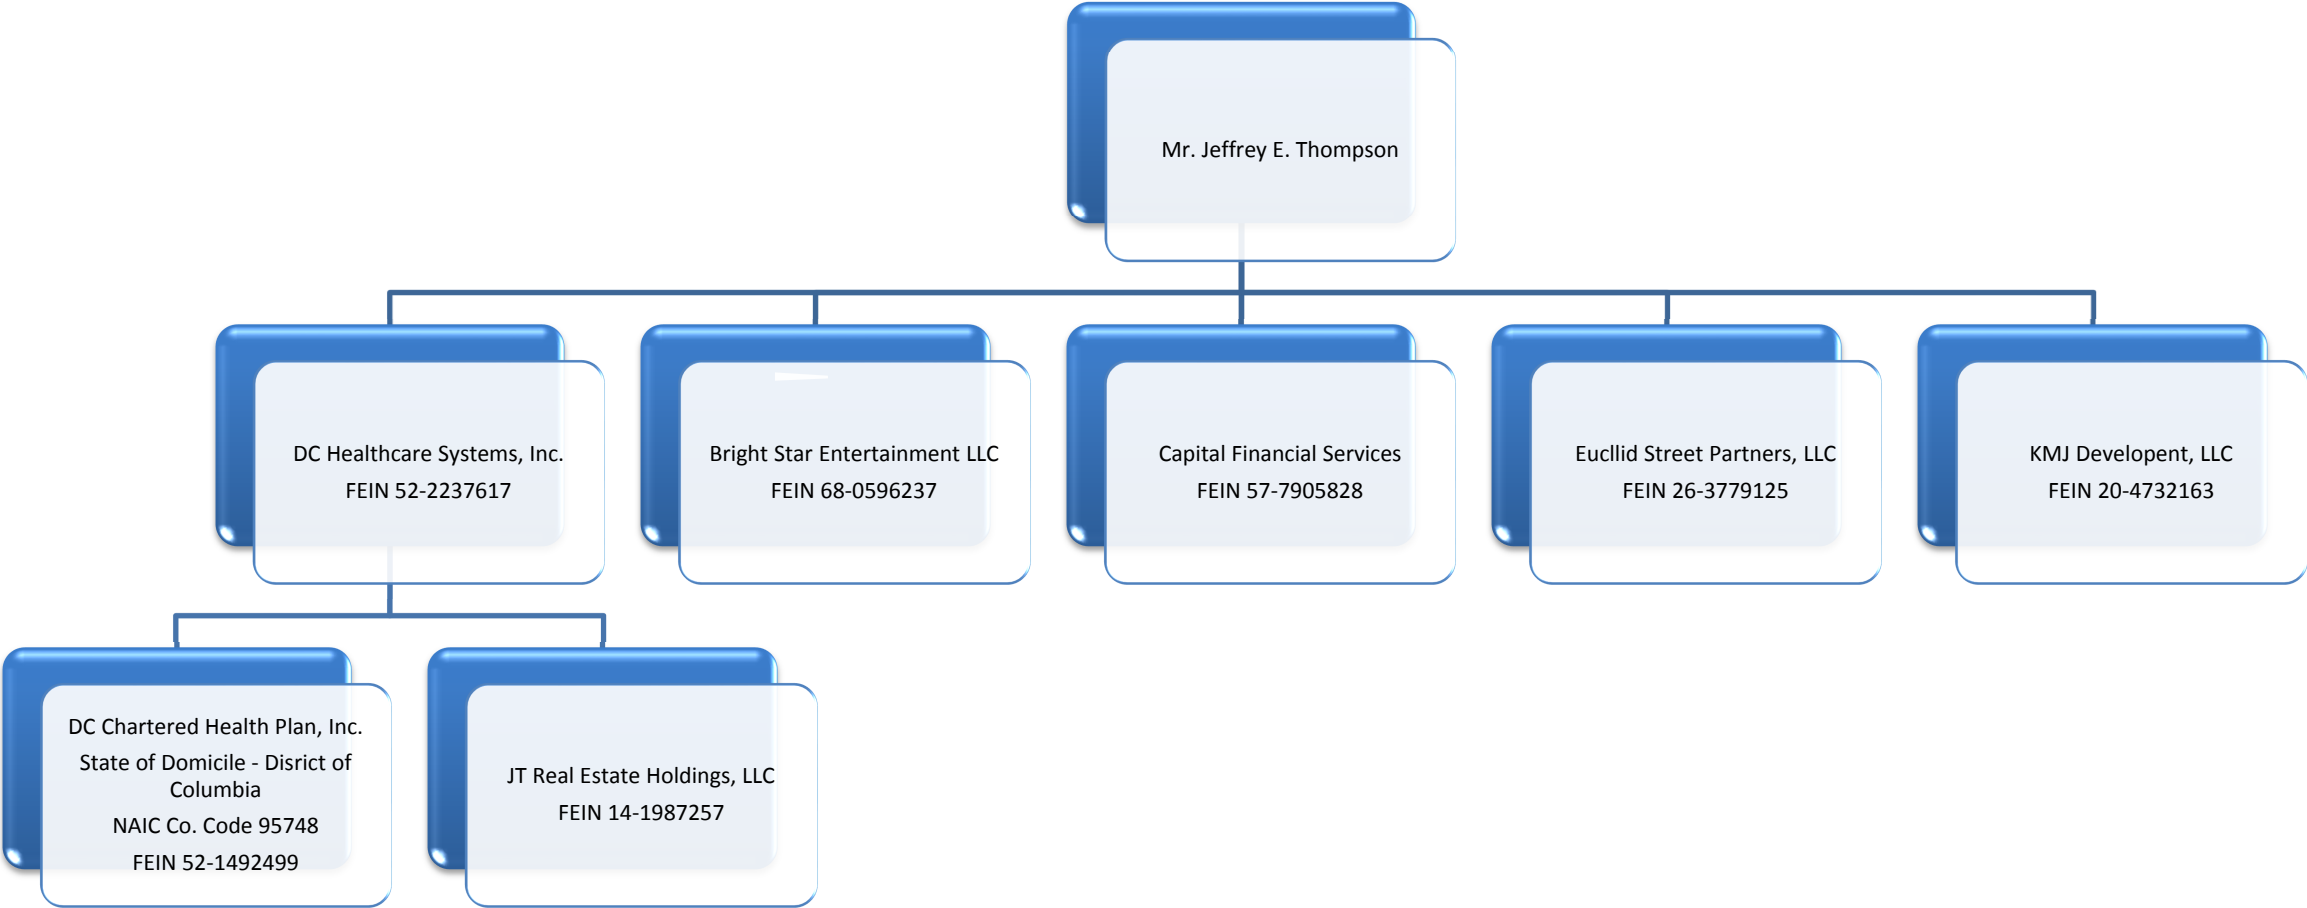 Mr. Jeffrey E. Thompson
DC Healthcare Systems, Inc.
FEIN 52-2237617
Bright Star Entertainment LLC
FEIN 68-0596237
Capital Financial Services
FEIN 57-7905828
Eucllid Street Partners, LLC
FEIN 26-3779125
KMJ Developent, LLC
FEIN 20-4732163
DC Chartered Health Plan, Inc.
State of Domicile - Disrict of
Columbia
NAIC Co. Code 95748
FEIN 52-1492499
JT Real Estate Holdings, LLC
FEIN 14-1987257